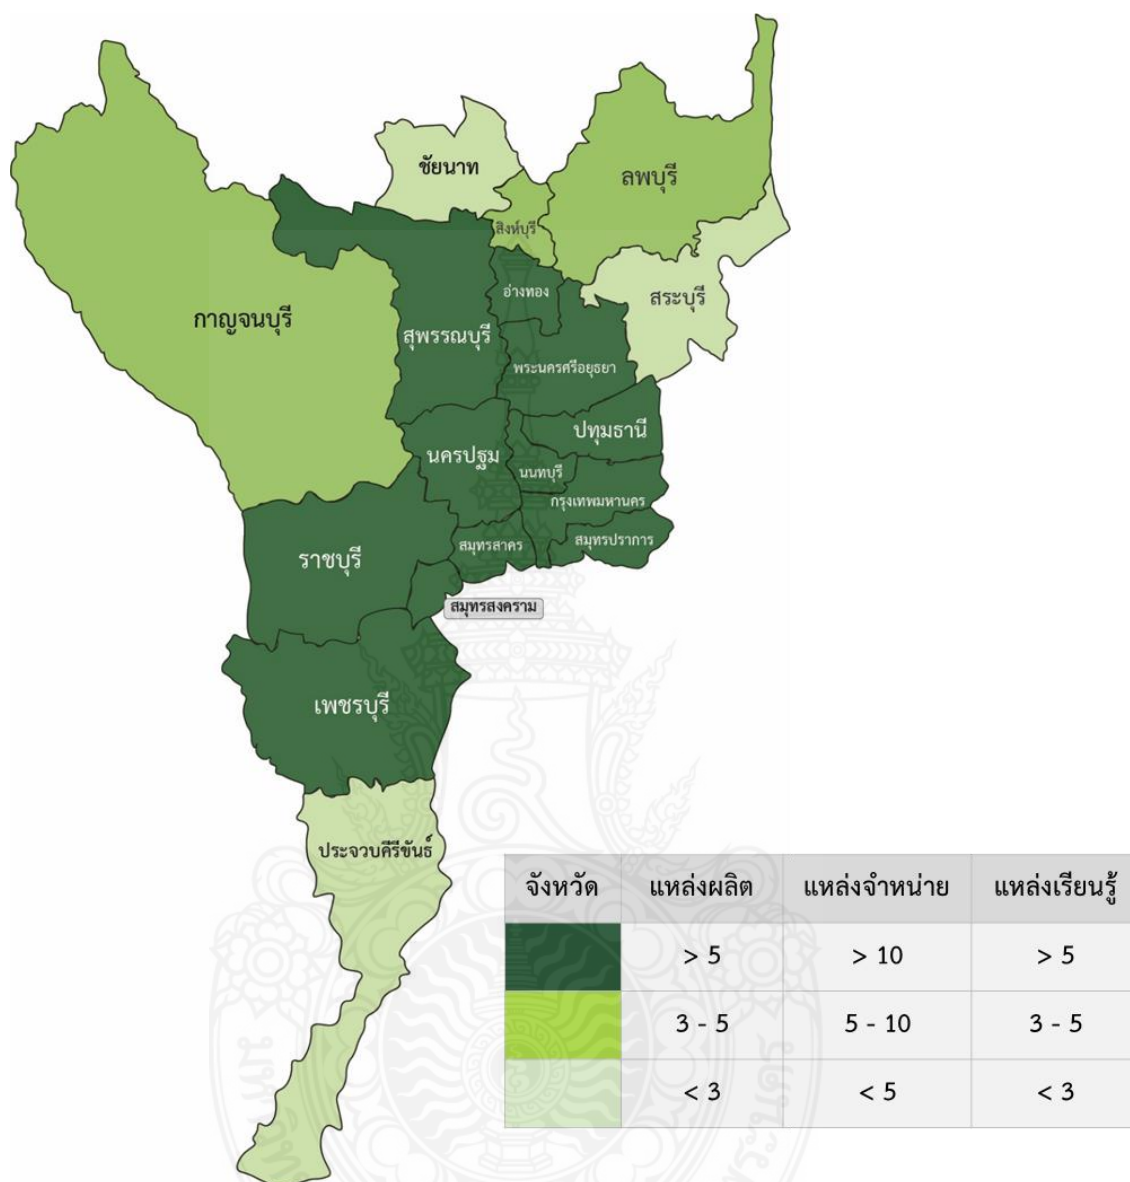 ชัยนาท
ลพบุรี
สิงห์บุรี
สระบุรี
อ่างทอง
กาญจนบุรี
สุพรรณบุรี
พระนครศรีอยุธยา
ปทุมธานี
นครปฐม
นนทบุรี
กรุงเทพมหานคร
สมุทรปราการ
สมุทรสาคร
ราชบุรี
สมุทรสงคราม
เพชรบุรี
ประจวบคีรีขันธ์
จังหวัด แหล่งผลิต แหล่งจำหน่าย แหล่งเรียนรู้
> 5 > 10 > 5
3 - 5 5 - 10 3 - 5
< 3 < 5 < 3